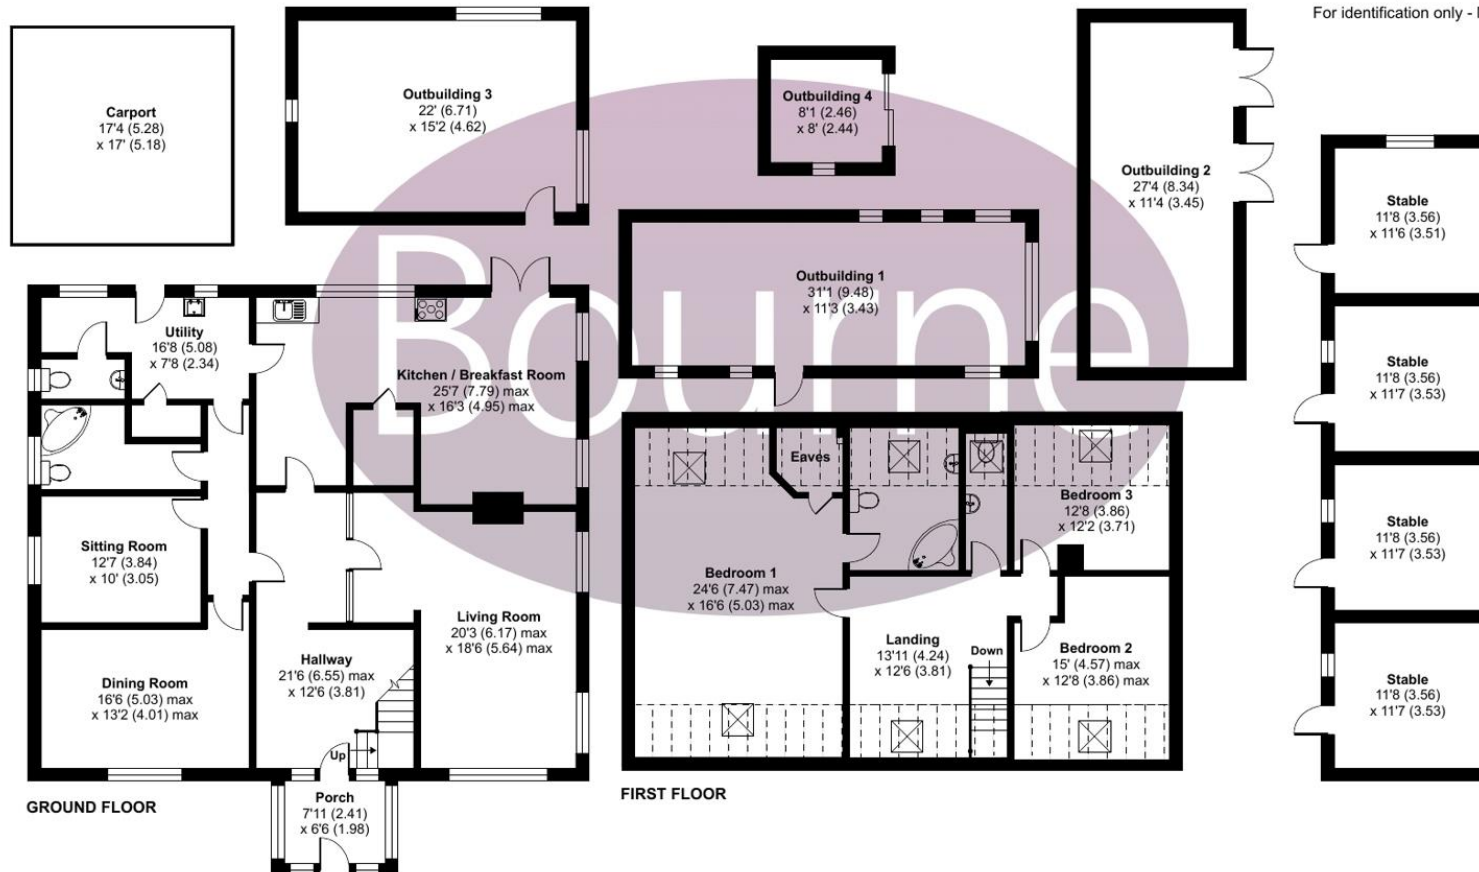 For identification only -
Carport
17'4 (5.28)
x 17' (5.18)
Outbuilding 3
22' (6.71)
x 15'2 (4.62)
Outbuilding 4
8'1 (2.46)
x 8' (2.44)
Outbuilding 2
27'4 (8.34)
x 11'4 (3.45)
Stable
11'8 (3.56)
x 11'6 (3.51)
Outbuilding 1
31'1 (9.48)
x 11'3 (3.43)
Bourne
Utility
16'8 (5.08)
x 7'8 (2.34)
Kitchen / Breakfast Room
25'7 (7.79) max
x 16'3 (4.95) max
Stable
11'8 (3.56)
x 11'7 (3.53)
Eaves
Bedroom 3
12'8 (3.86)
x 12'2 (3.71)
Stable
11'8 (3.56)
x 11'7 (3.53)
Sitting Room
12'7 (3.84)
x 10' (3.05)
Bedroom 1
24'6 (7.47) max
x 16'6 (5.03) max
Living Room
20'3 (6.17) max
x 18'6 (5.64) max
Landing
13'11 (4.24)
x 12'6 (3.81)
Down
Bedroom 2
15' (4.57) max
x 12'8 (3.86) max
Hallway
21'6 (6.55) max
x 12'6 (3.81)
Dining Room
16'6 (5.03) max
x 13'2 (4.01) max
Stable
11'8 (3.56)
x 11'7 (3.53)
Up
GROUND FLOOR
Porch
7'11 (2.41)
x 6'6 (1.98)
FIRST FLOOR